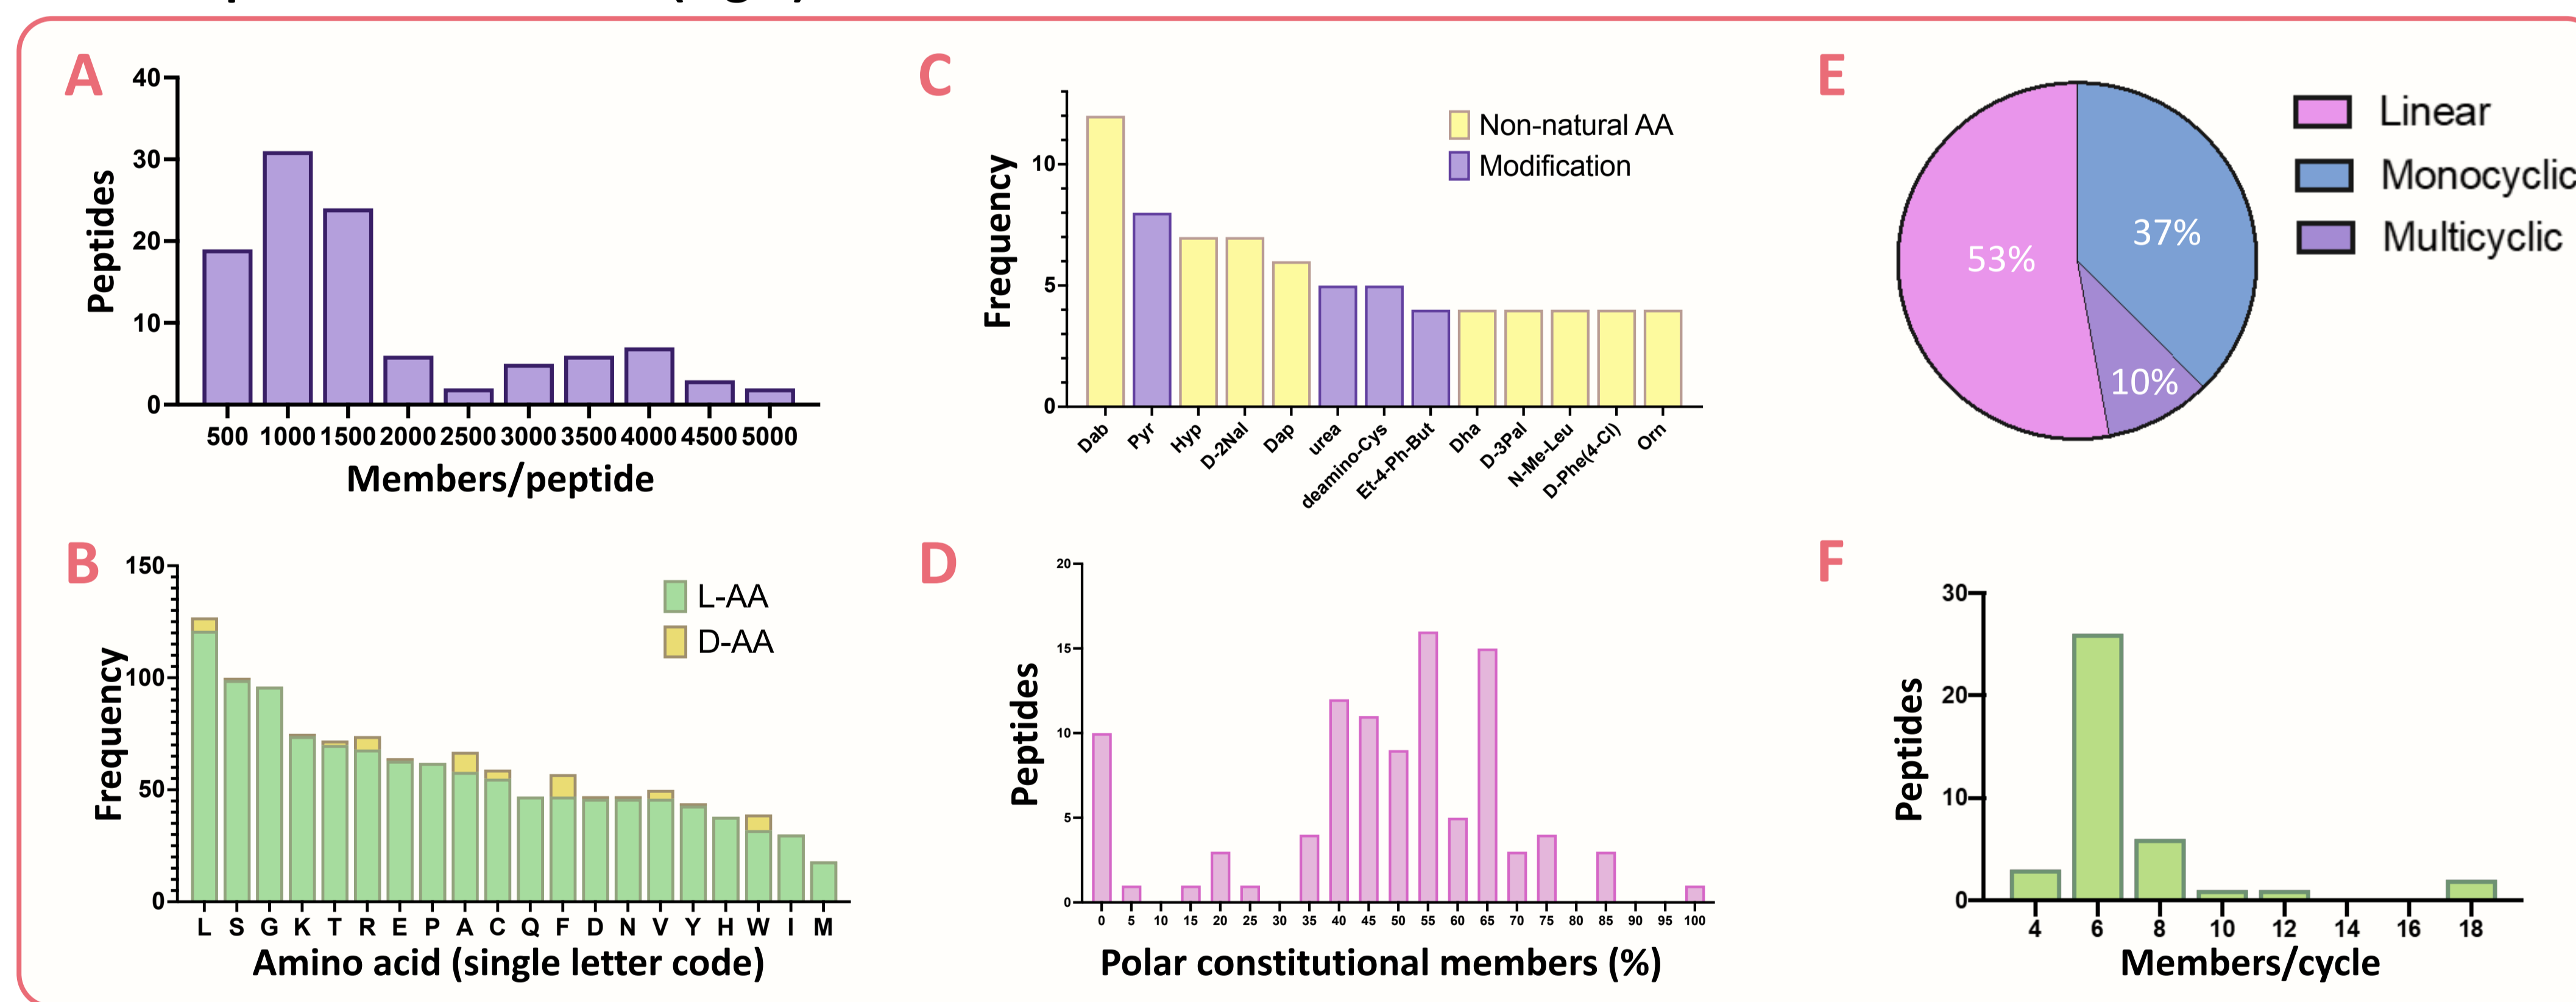 A
40
30
20
10
0
Peptides
500 1000 1500 2000 2500 3000 3500 4000 4500 5000
Members/peptide
B
150
100
50
0
Frequency
L-AA
D-AA
L S G K T R E P A C Q F D N V Y H W I M
Amino acid (single letter code)
C
10
5
0
Frequency
Non-natural AA
Modification
Dab Pyr Hyp D-2Nal Dap urea deamino-Cys Et-4-Ph-But Dha D-3Pal N-Me-Leu D-Phe(4-Cl) Orn
D
20
15
10
5
0
Peptides
0 5 10 15 20 25 30 35 40 45 50 55 60 65 70 75 80 85 90 95 100
Polar constitutional members (%)
E
53%
37%
10%
Linear
Monocyclic
Multicyclic
F
30
20
10
0
Peptides
4 6 8 10 12 14 16 18
Members/cycle